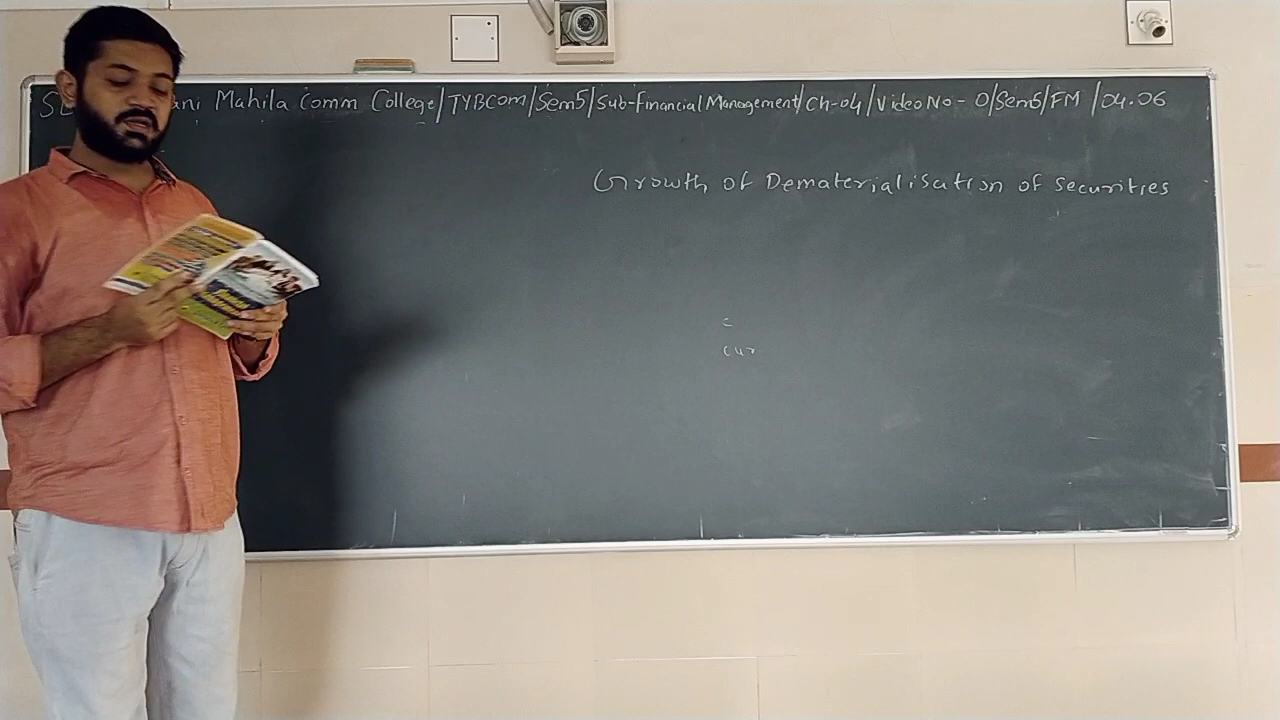 Mahila Comm College/TYBCOM/Sem5/Sub-Financial Management/Ch-04/Video No - 0/Sem5/FM/04.06
Growth of Dematerialisation of securities
cur